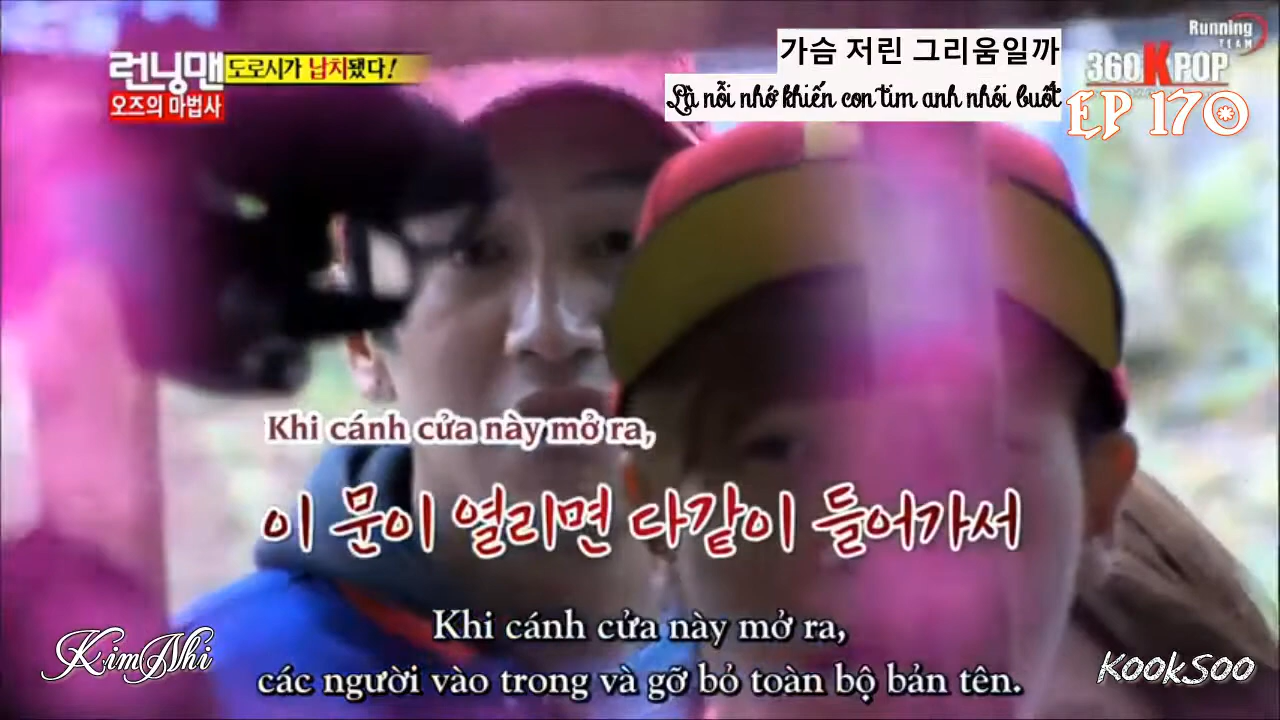 런닝맨
도로시가 납치됐다!
오즈의 마법사
가슴 저린 그리움일까
Là nỗi nhớ khiến con tim anh nhói buốt
Running
TEAM
360KPOP
EP 170
Khi cánh cửa này mở ra,
이 문이 열리면 다같이 들어가서
Khi cánh cửa này mở ra,
các người vào trong và gỡ bỏ toàn bộ bản tên.
KimNhi
KookSoo